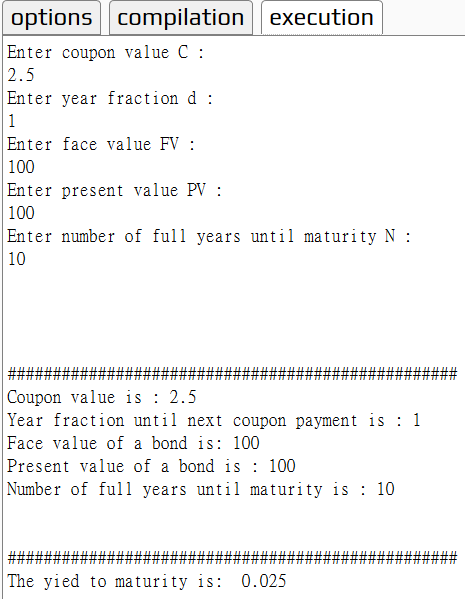 options compilation execution
Enter coupon value C :
2.5
Enter year fraction d :
1
Enter face value FV :
100
Enter present value PV :
100
Enter number of full years until maturity N :
10
##################################################
Coupon value is : 2.5
Year fraction until next coupon payment is : 1
Face value of a bond is: 100
Present value of a bond is : 100
Number of full years until maturity is : 10
##################################################
The yied to maturity is:  0.025